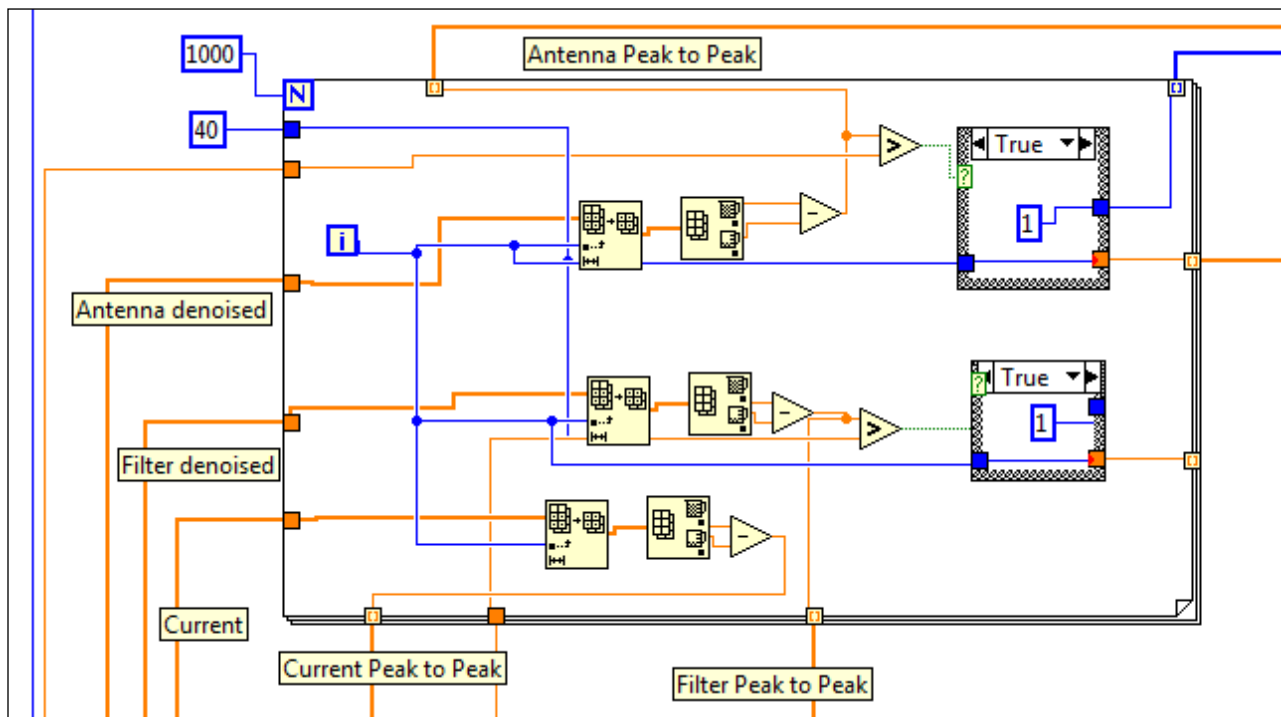 Antenna Peak to Peak
1000
N
40
True
?
>
-
1
i
Antenna denoised
True
?
-
>
1
Filter denoised
-
Current
Current Peak to Peak
Filter Peak to Peak